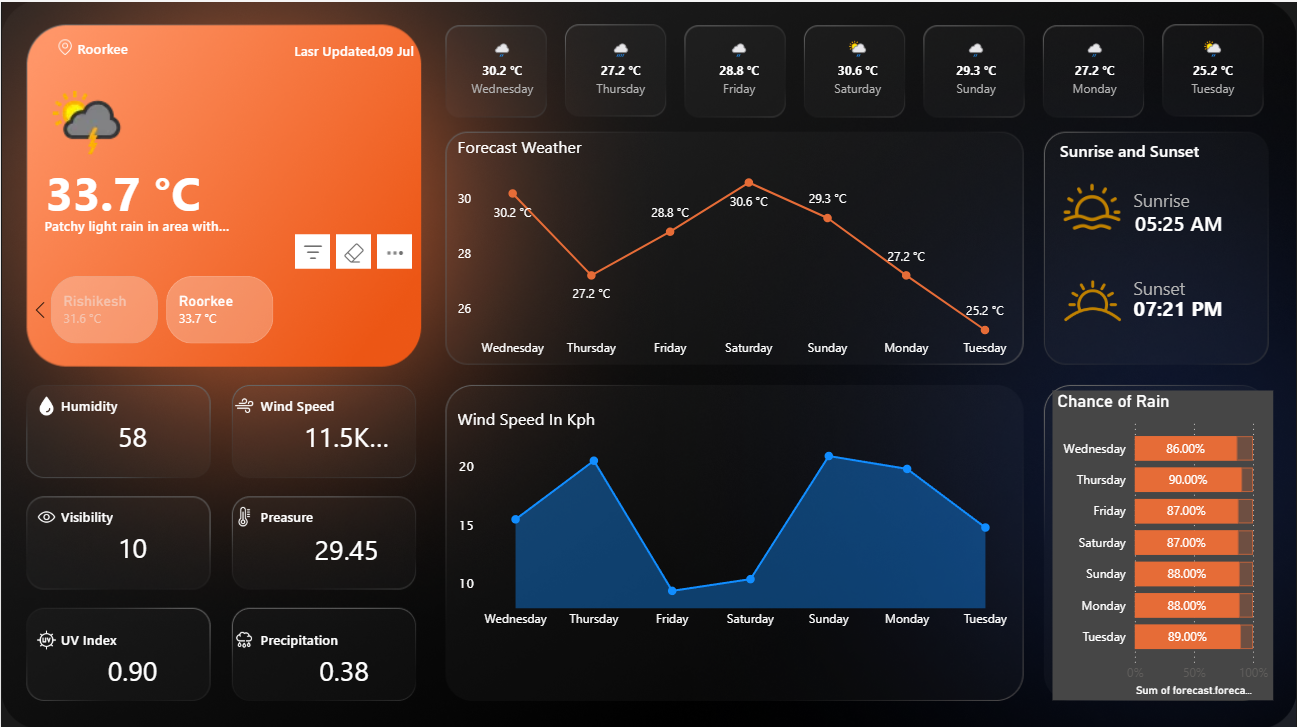 Roorkee
Lasr Updated,09 Jul
33.7 °C
Patchy light rain in area with...
Rishikesh
31.6 °C
Roorkee
33.7 °C
30.2 °C
Wednesday
27.2 °C
Thursday
28.8 °C
Friday
30.6 °C
Saturday
29.3 °C
Sunday
27.2 °C
Monday
25.2 °C
Tuesday
Forecast Weather
30
28
26
30.2 °C
27.2 °C
28.8 °C
30.6 °C
29.3 °C
27.2 °C
25.2 °C
Wednesday Thursday Friday Saturday Sunday Monday Tuesday
Sunrise and Sunset
Sunrise
05:25 AM
Sunset
07:21 PM
Humidity
58
Wind Speed
11.5K...
Visibility
10
Preasure
29.45
UV
UV Index
0.90
Precipitation
0.38
Wind Speed In Kph
20
15
10
Wednesday Thursday Friday Saturday Sunday Monday Tuesday
Chance of Rain
Wednesday 86.00%
Thursday 90.00%
Friday 87.00%
Saturday 87.00%
Sunday 88.00%
Monday 88.00%
Tuesday 89.00%
0% 50% 100%
Sum of forecast.foreca...